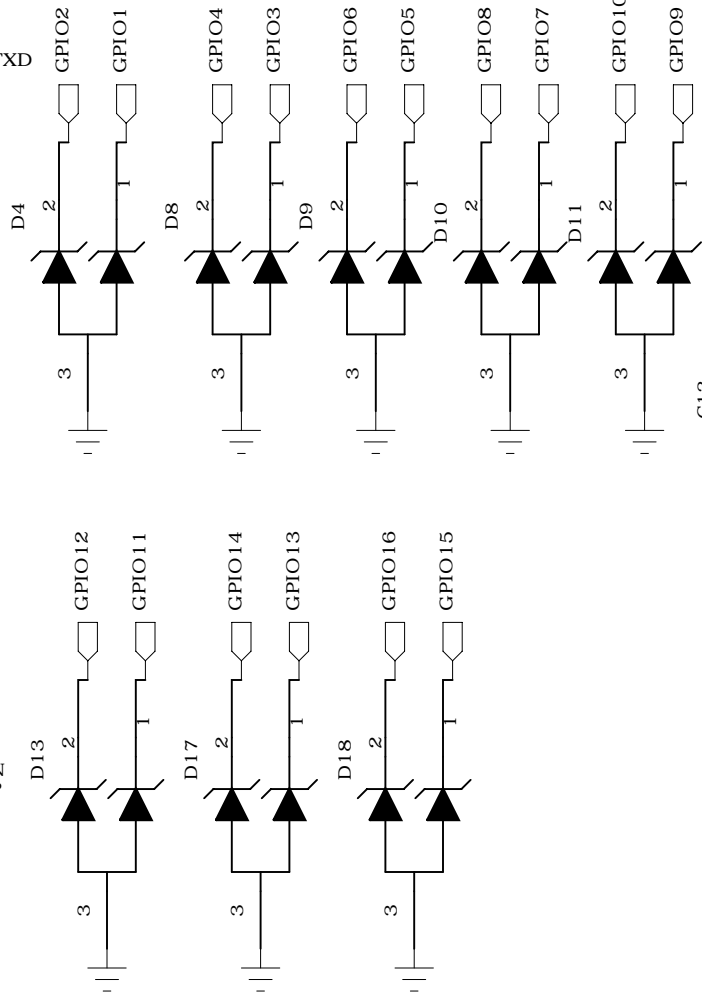 TXD
GPIO2
GPIO1
GPIO4
GPIO3
GPIO6
GPIO5
GPIO8
GPIO7
GPIO10
GPIO9
D4
2
1
D8
2
1
D9
2
1
D10
2
1
D11
2
1
3
3
3
3
3
GPIO12
GPIO11
GPIO14
GPIO13
GPIO16
GPIO15
D13
2
1
D17
2
1
D18
2
1
3
3
3